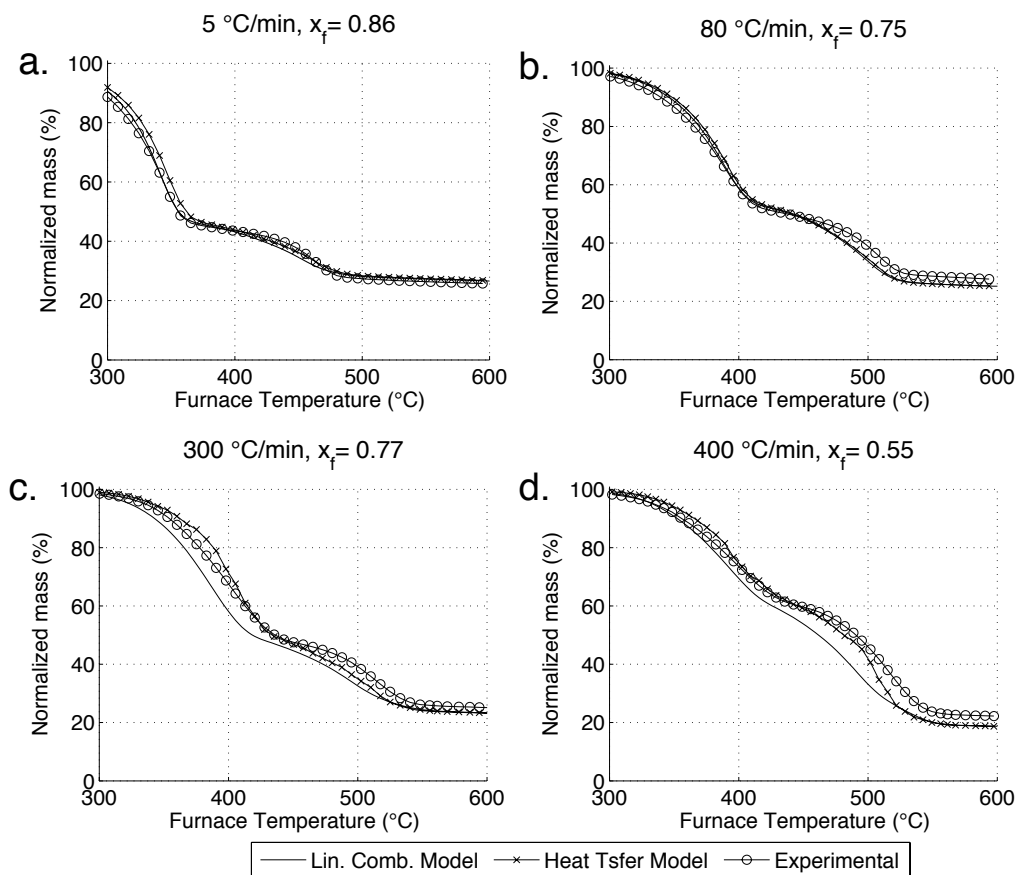 5 °C/min, x_f= 0.86
a.
100
80
60
40
20
0
Normalized mass (%)
300 400 500 600
Furnace Temperature (°C)
80 °C/min, x_f= 0.75
b.
100
80
60
40
20
0
Normalized mass (%)
300 400 500 600
Furnace Temperature (°C)
300 °C/min, x_f= 0.77
c.
100
80
60
40
20
0
Normalized mass (%)
300 400 500 600
Furnace Temperature (°C)
400 °C/min, x_f= 0.55
d.
100
80
60
40
20
0
Normalized mass (%)
300 400 500 600
Furnace Temperature (°C)
Lin. Comb. Model Heat Tsfer Model Experimental